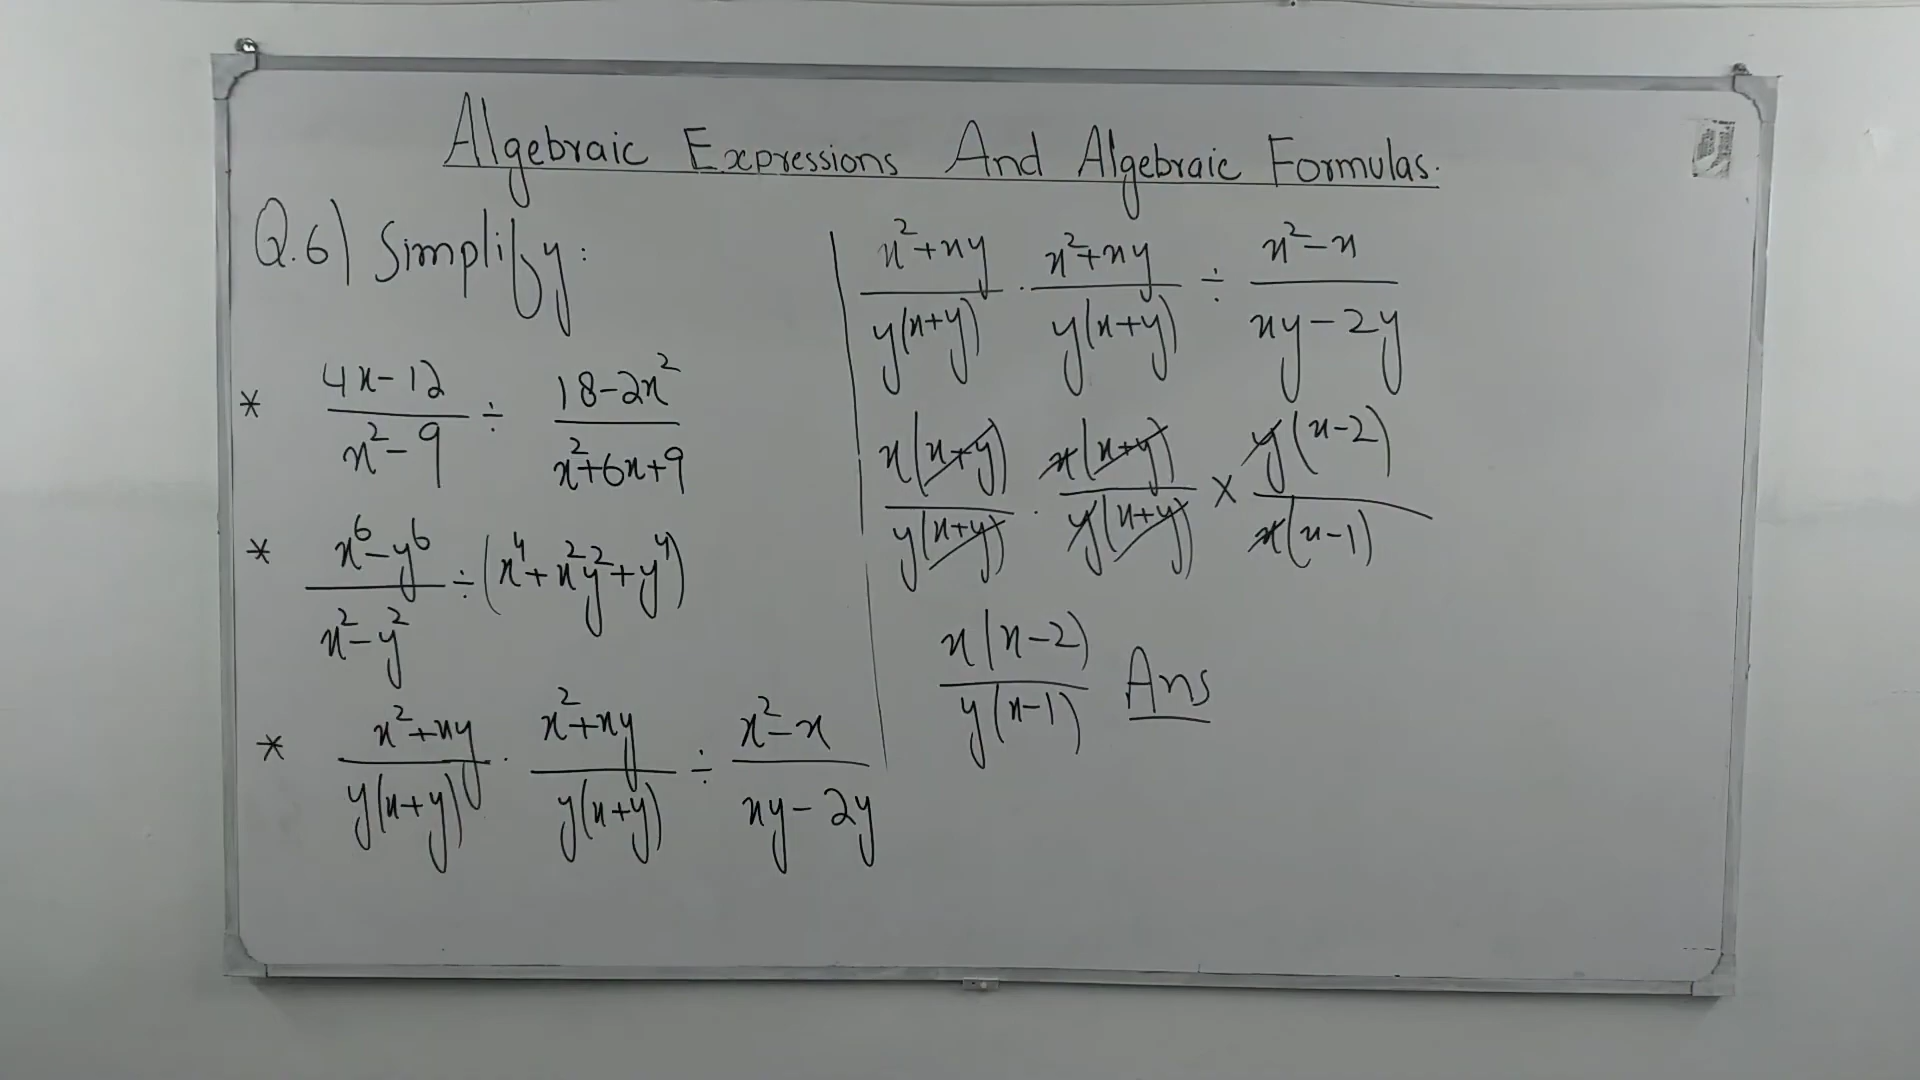 Algebraic Expressions And Algebraic Formulas.
Q.6) Simplify:
* (4x-12)/(x²-9) ÷ (18-2x²)/(x²+6x+9)
* (x⁶-y⁶)/(x²-y²) ÷ (x⁴+x²y²+y⁴)
* (x²+xy)/(y(x+y)) · (x²+xy)/(y(x+y)) ÷ (x²-x)/(xy-2y)
(x²+xy)/(y(x+y)) · (x²+xy)/(y(x+y)) ÷ (x²-x)/(xy-2y)
x(x+y)/(y(x+y)) · x(x+y)/(y(x+y)) × y(x-2)/(x(x-1))
x(x-2)/(y(x-1)) Ans